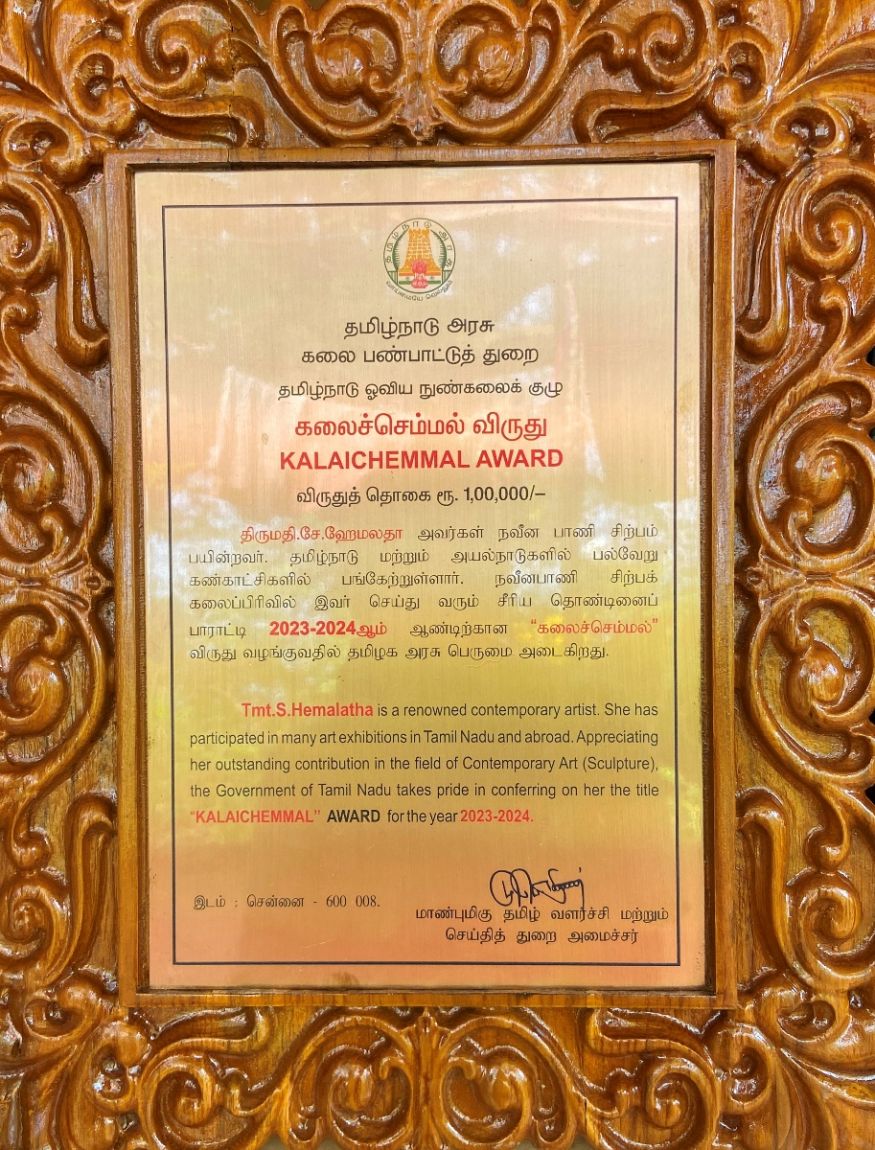 தமிழ்நாடு அரசு
வாய்மையே வெல்லும்
தமிழ்நாடு அரசு
கலை பண்பாட்டுத் துறை
தமிழ்நாடு ஓவிய நுண்கலைக் குழு
கலைச்செம்மல் விருது
KALAICHEMMAL AWARD
விருதுத் தொகை ரூ. 1,00,000/–
திருமதி.சே.ஹேமலதா அவர்கள் நவீன பாணி சிற்பம்
பயின்றவர். தமிழ்நாடு மற்றும் அயல்நாடுகளில் பல்வேறு
கண்காட்சிகளில் பங்கேற்றுள்ளார். நவீனபாணி சிற்பக்
கலைப்பிரிவில் இவர் செய்து வரும் சீரிய தொண்டினைப்
பாராட்டி 2023-2024ஆம் ஆண்டிற்கான "கலைச்செம்மல்"
விருது வழங்குவதில் தமிழக அரசு பெருமை அடைகிறது.
Tmt.S.Hemalatha is a renowned contemporary artist. She has
participated in many art exhibitions in Tamil Nadu and abroad. Appreciating
her outstanding contribution in the field of Contemporary Art (Sculpture),
the Government of Tamil Nadu takes pride in conferring on her the title
"KALAICHEMMAL" AWARD for the year 2023-2024.
இடம் : சென்னை - 600 008.
மாண்புமிகு தமிழ் வளர்ச்சி மற்றும்
செய்தித் துறை அமைச்சர்